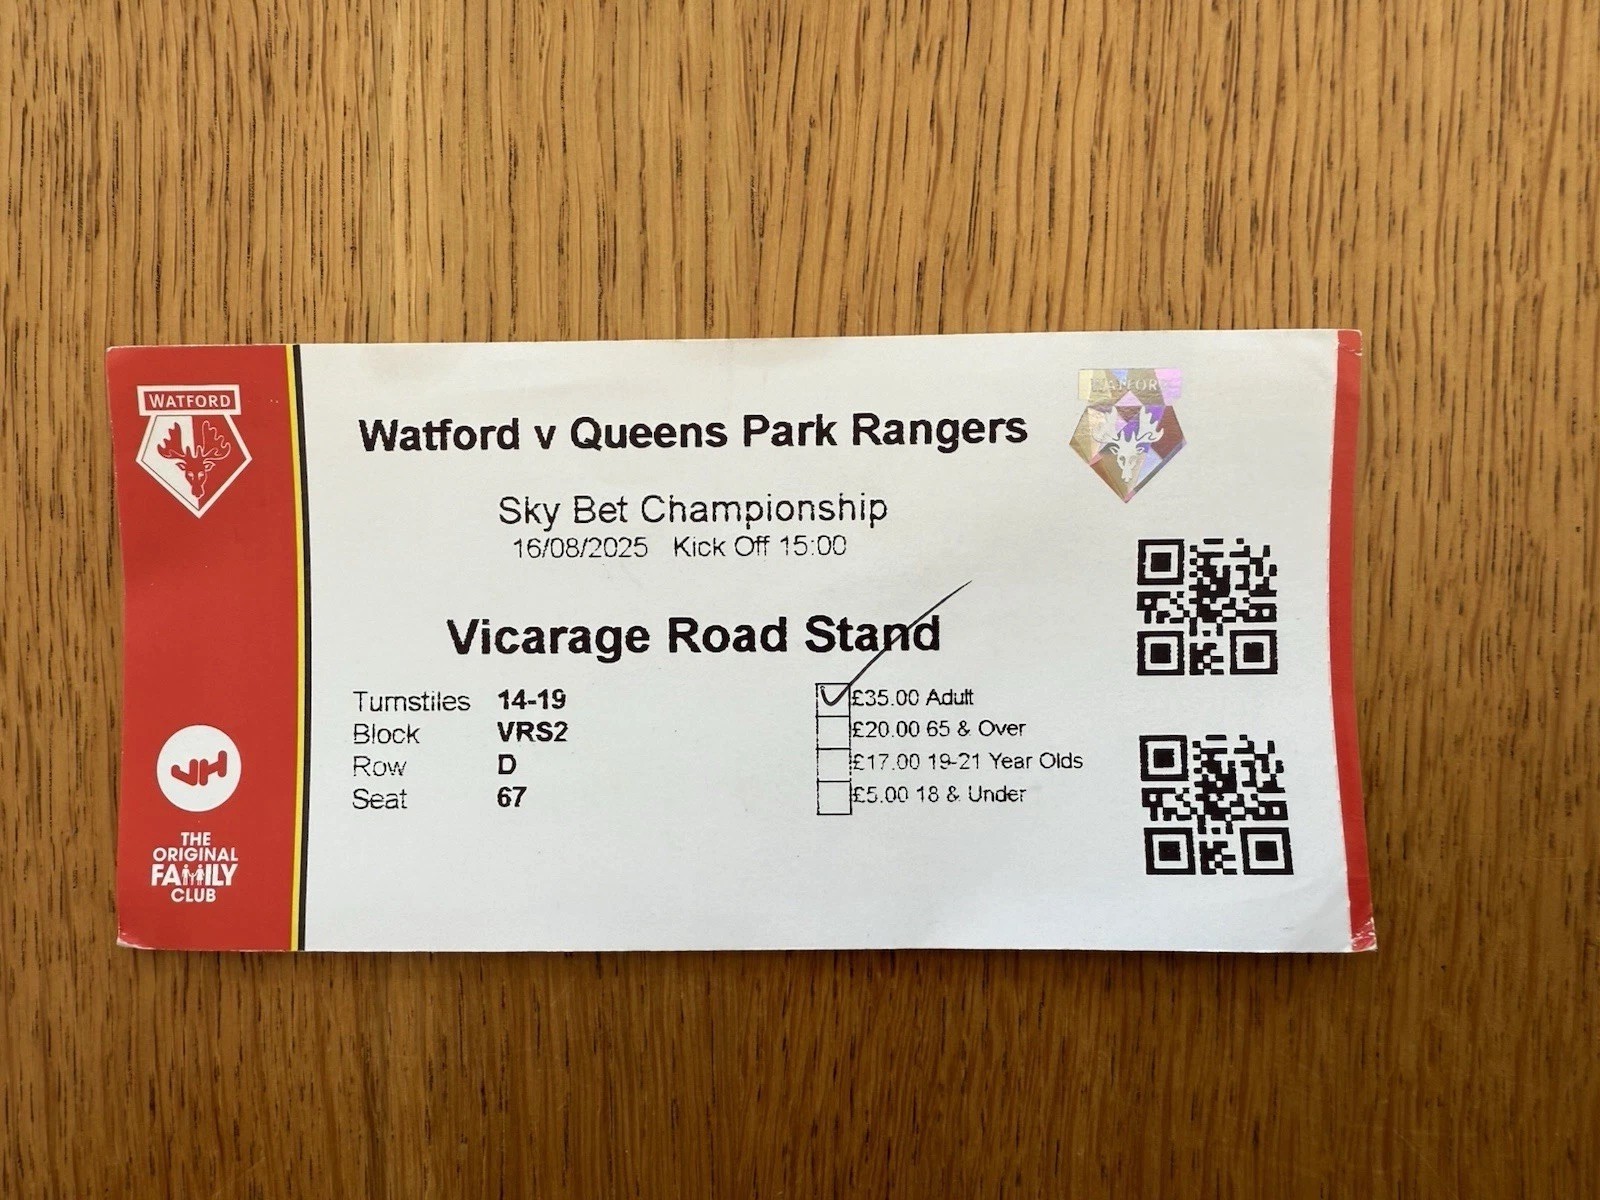 WATFORD
WATFORD
Watford v Queens Park Rangers
Sky Bet Championship
16/08/2025 Kick Off 15:00
Vicarage Road Stand
Turnstiles 14-19
Block VRS2
Row D
Seat 67
£35.00 Adult
£20.00 65 & Over
£17.00 19-21 Year Olds
£5.00 18 & Under
VH
THE
ORIGINAL
FAMILY
CLUB